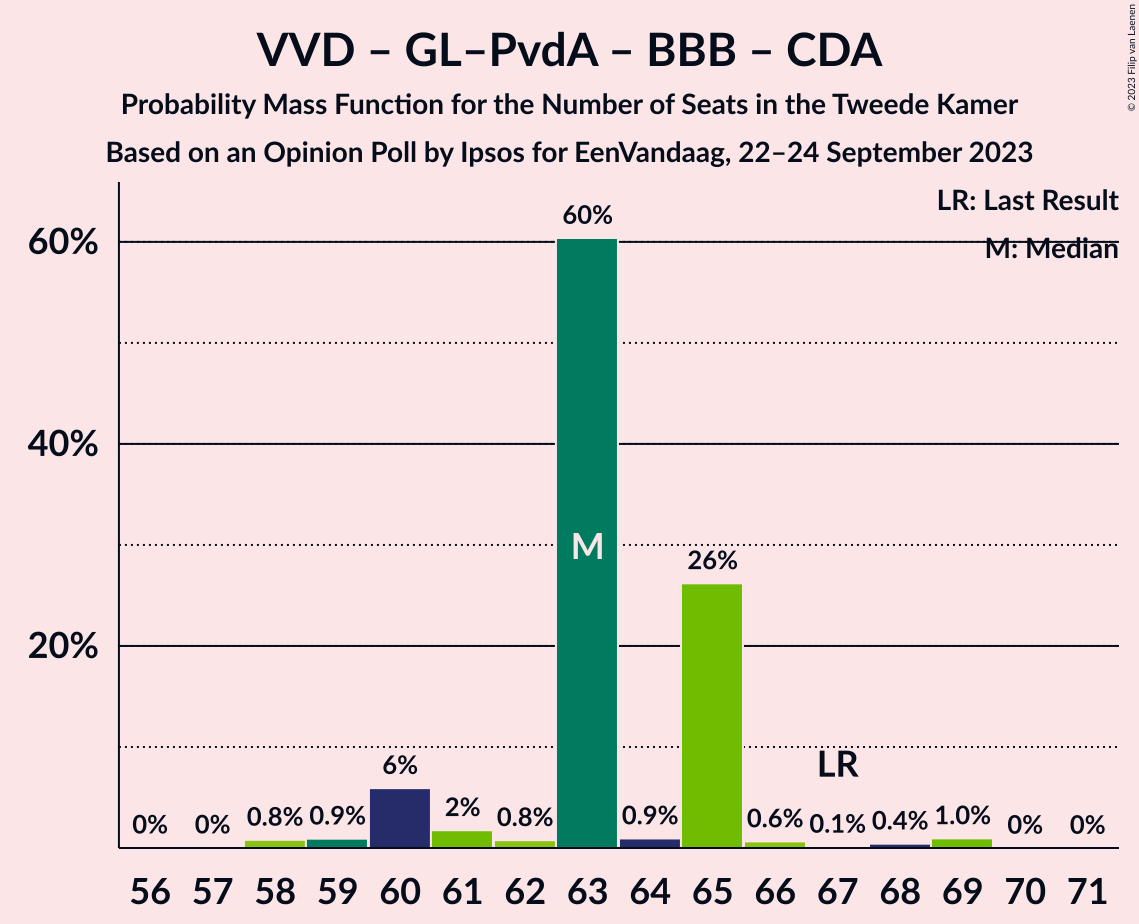 VVD – GL–PvdA – BBB – CDA
Probability Mass Function for the Number of Seats in the Tweede Kamer
Based on an Opinion Poll by Ipsos for EenVandaag, 22–24 September 2023
© 2023 Filip van Laenen
LR: Last Result
M: Median
60%
40%
20%
0% 0% 0.8% 0.9% 6% 2% 0.8% 60% 0.9% 26% 0.6% 0.1% 0.4% 1.0% 0% 0%
M
LR
56 57 58 59 60 61 62 63 64 65 66 67 68 69 70 71